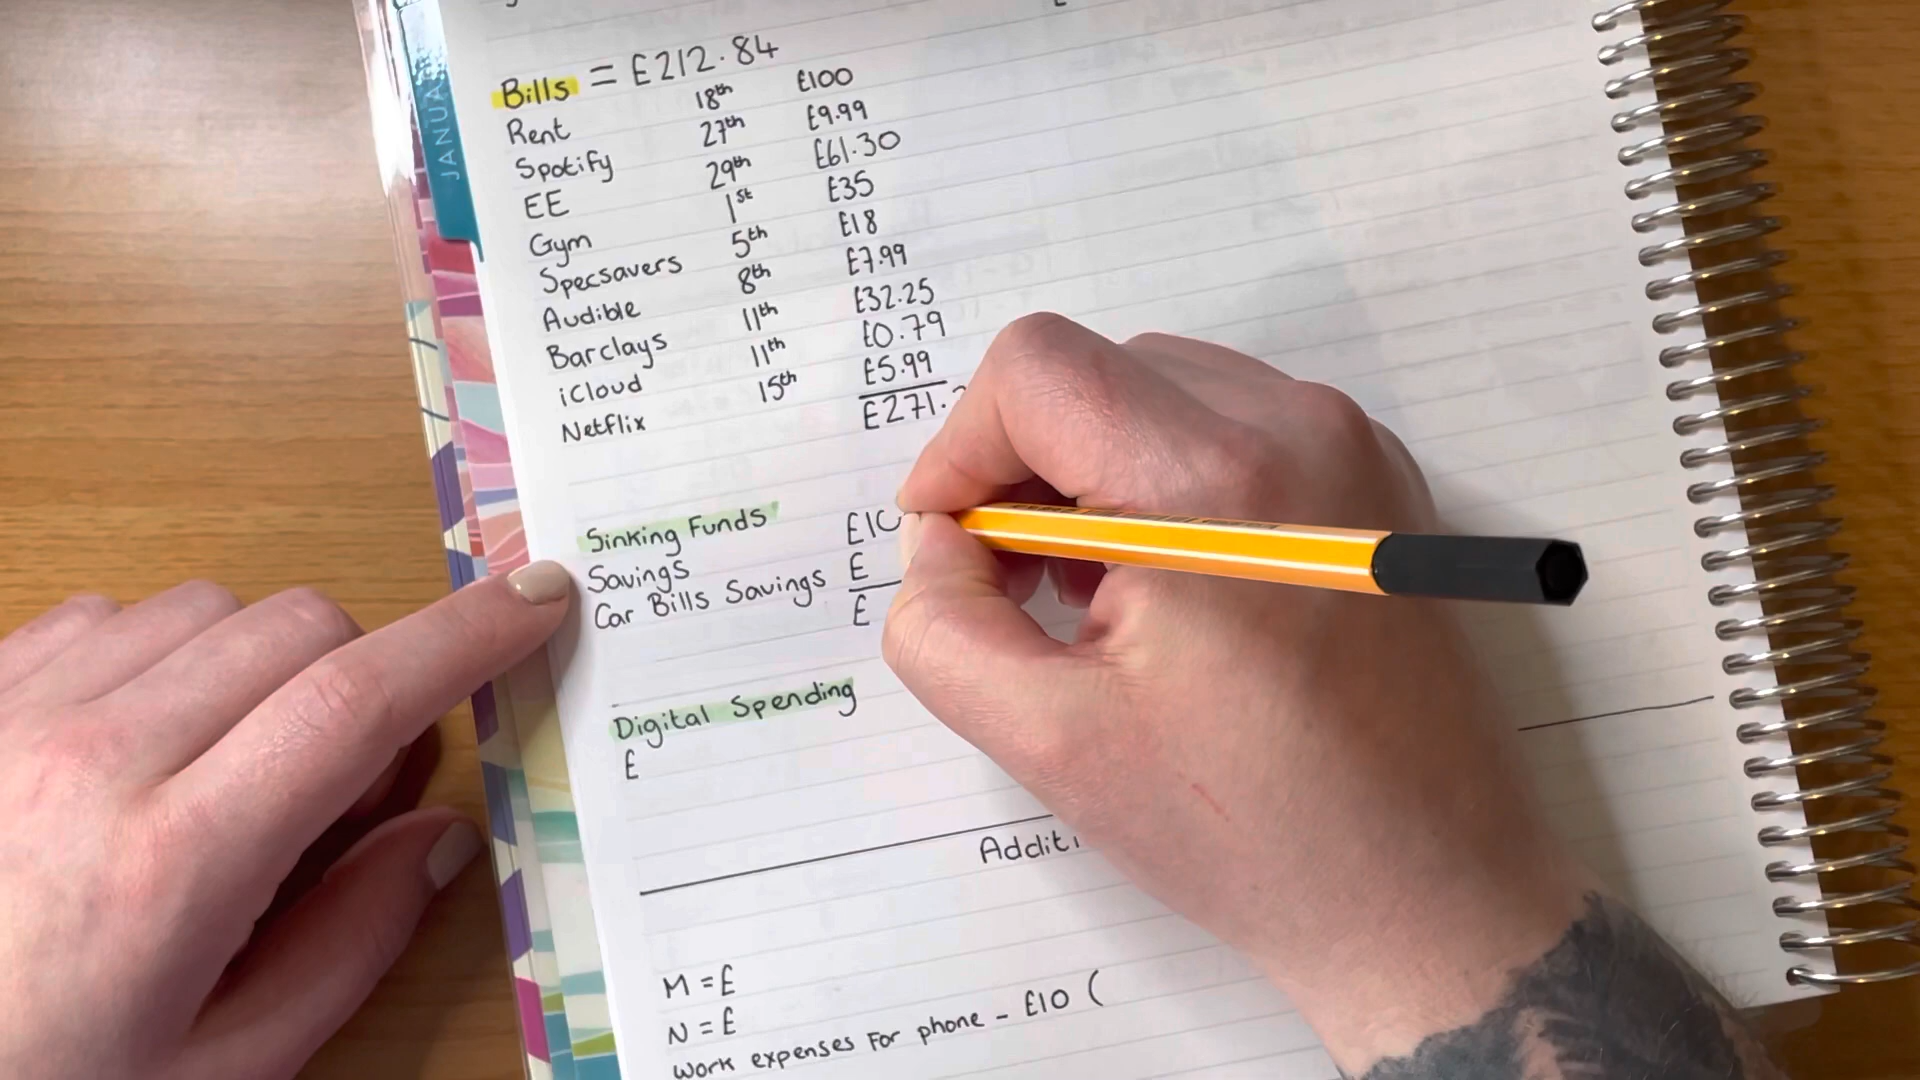 JANUA
Bills = £212.84
Rent 18th £100
Spotify 27th £9.99
EE 29th £61.30
Gym 1st £35
Specsavers 5th £18
Audible 8th £7.99
Barclays 11th £32.25
iCloud 11th £0.79
Netflix 15th £5.99
£271.
Sinking Funds
Savings £10
Car Bills Savings £
£
Digital Spending
£
Additi
M = £
N = £
Work expenses for phone - £10 (